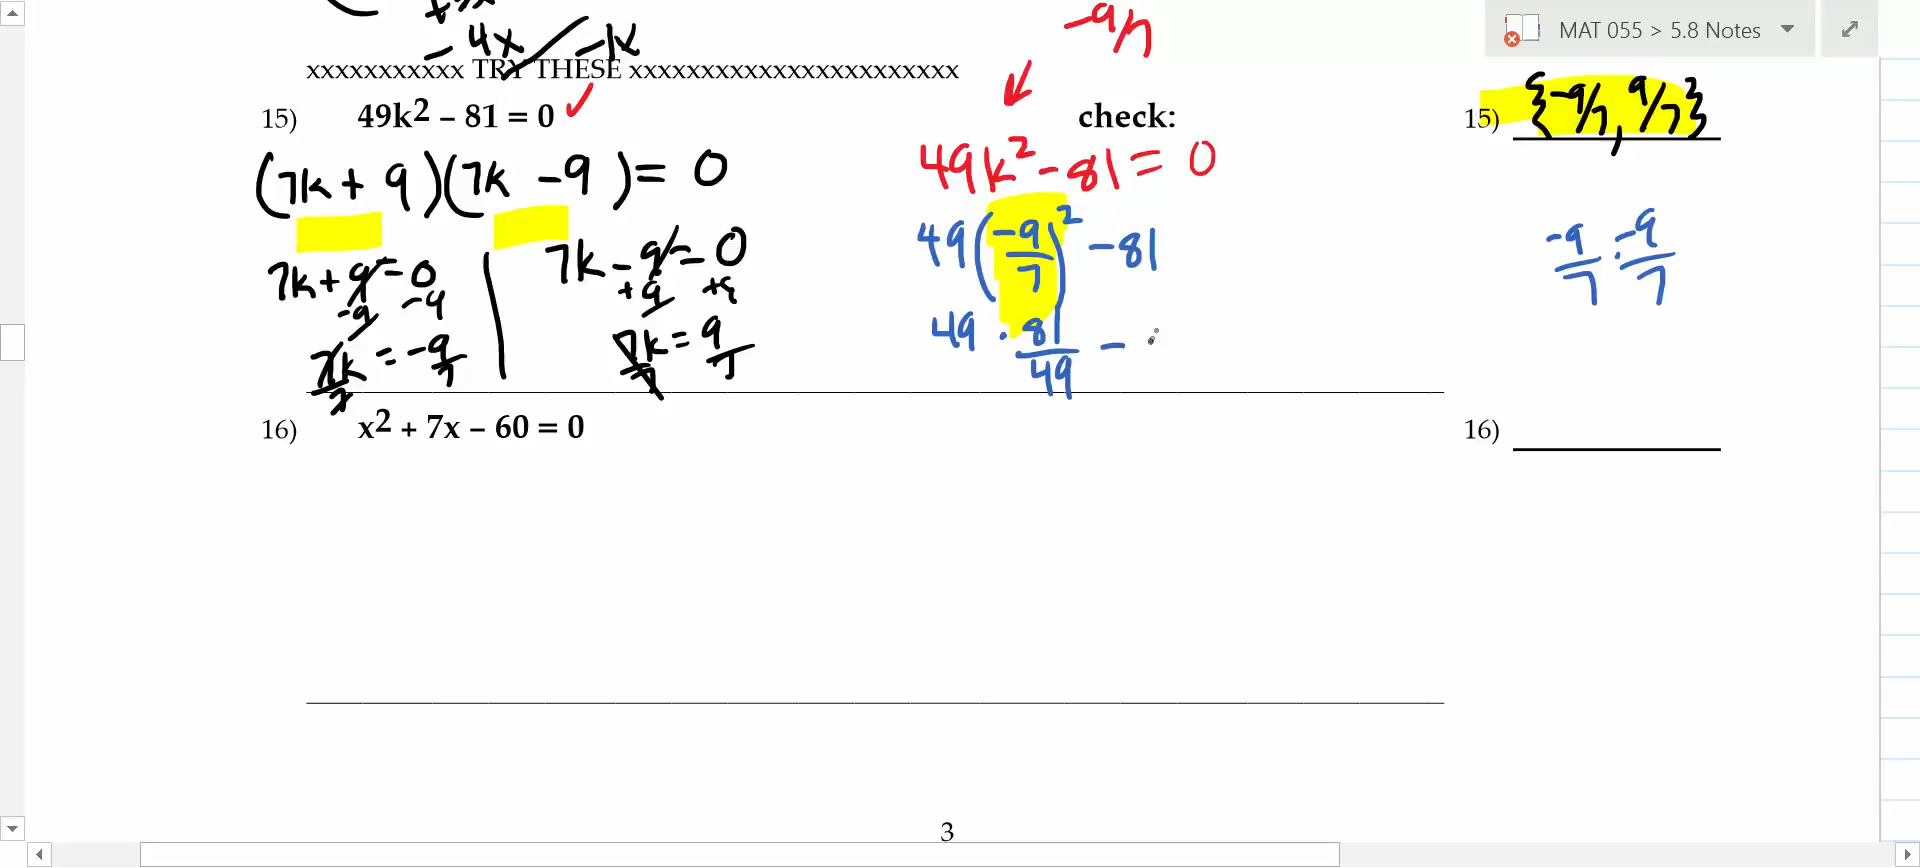 - 4x -1x
-9/7
MAT 055 > 5.8 Notes
xxxxxxxxxxx TRY THESE xxxxxxxxxxxxxxxxxxxxxxx
15) 49k² – 81 = 0 ✓ check: 15) {-9/7, 9/7}
(7k + 9)(7k - 9) = 0 49k² - 81 = 0
7k + 9 = 0 7k - 9 = 0 49(-9/7)² - 81 -9/7 · -9/7
-9 -9 +9 +9
7k/7 = -9/7 7k/7 = 9/7 49 · 81/49 -
16) x² + 7x – 60 = 0 16)
3